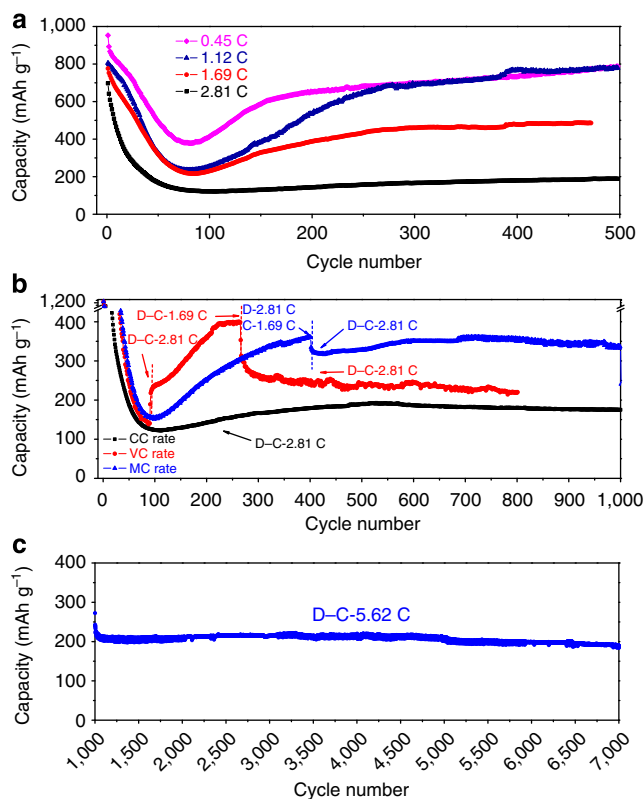 a
1,000
800
600
400
200
0
Capacity (mAh g⁻¹)
0.45 C
1.12 C
1.69 C
2.81 C
0 100 200 300 400 500
Cycle number
b
1,200
350
300
250
200
150
100
0
Capacity (mAh g⁻¹)
D–C-1.69 C
D–C-2.81 C
D-2.81 C
C-1.69 C
D–C-2.81 C
D–C-2.81 C
D–C-2.81 C
CC rate
VC rate
MC rate
0 100 200 250 300 350 500 600 700 800 900 1,000
Cycle number
c
400
300
200
100
0
Capacity (mAh g⁻¹)
D–C-5.62 C
1,000 1,500 2,000 2,500 3,000 3,500 4,000 4,500 5,000 5,500 6,000 6,500 7,000
Cycle number